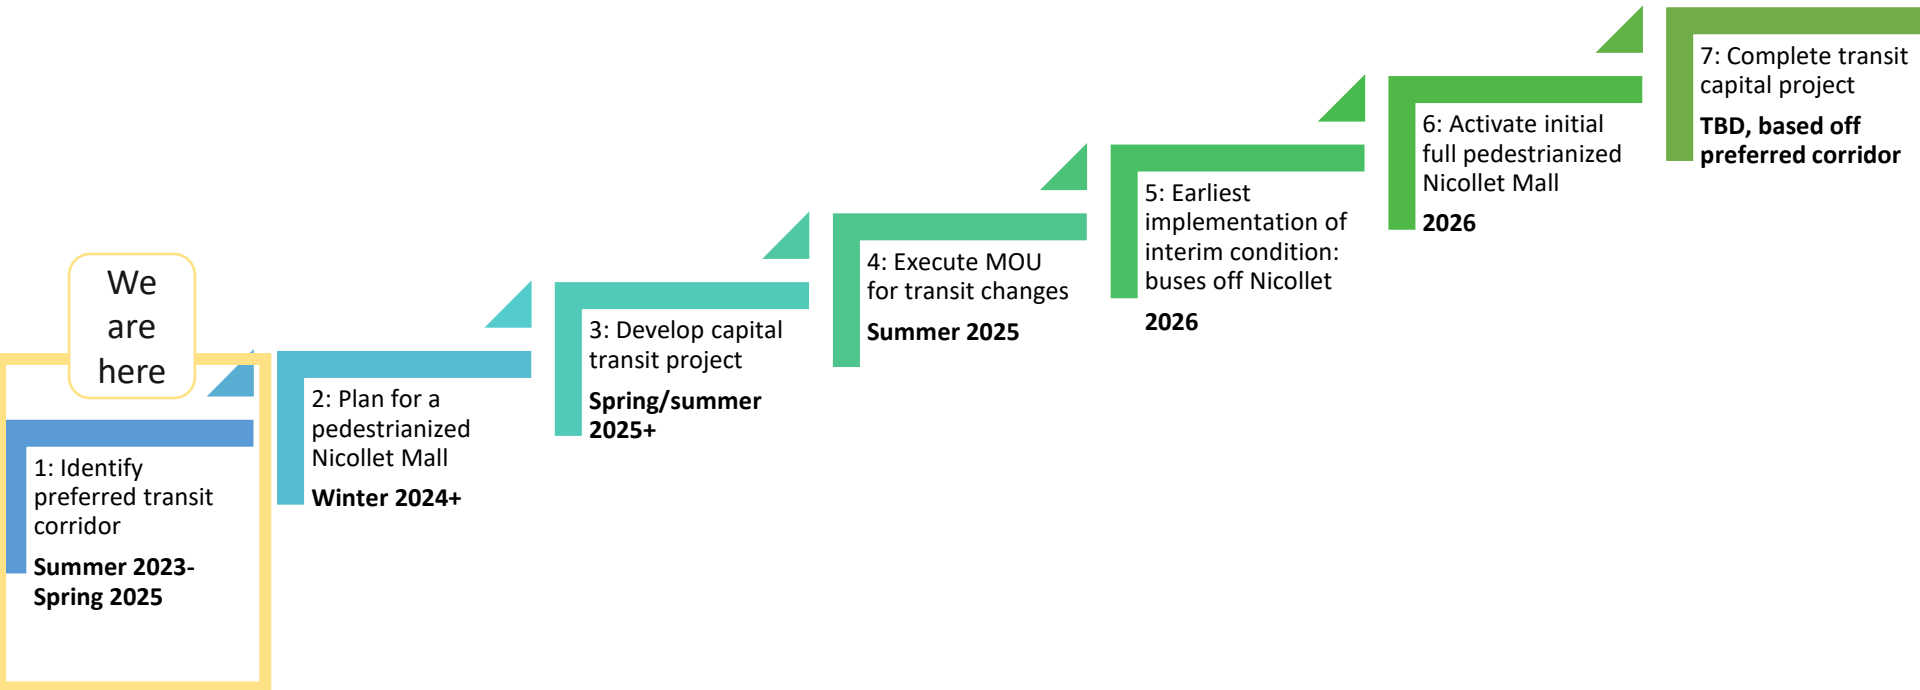 We
are
here
1: Identify
preferred transit
corridor
Summer 2023-
Spring 2025
2: Plan for a
pedestrianized
Nicollet Mall
Winter 2024+
3: Develop capital
transit project
Spring/summer
2025+
4: Execute MOU
for transit changes
Summer 2025
5: Earliest
implementation of
interim condition:
buses off Nicollet
2026
6: Activate initial
full pedestrianized
Nicollet Mall
2026
7: Complete transit
capital project
TBD, based off
preferred corridor